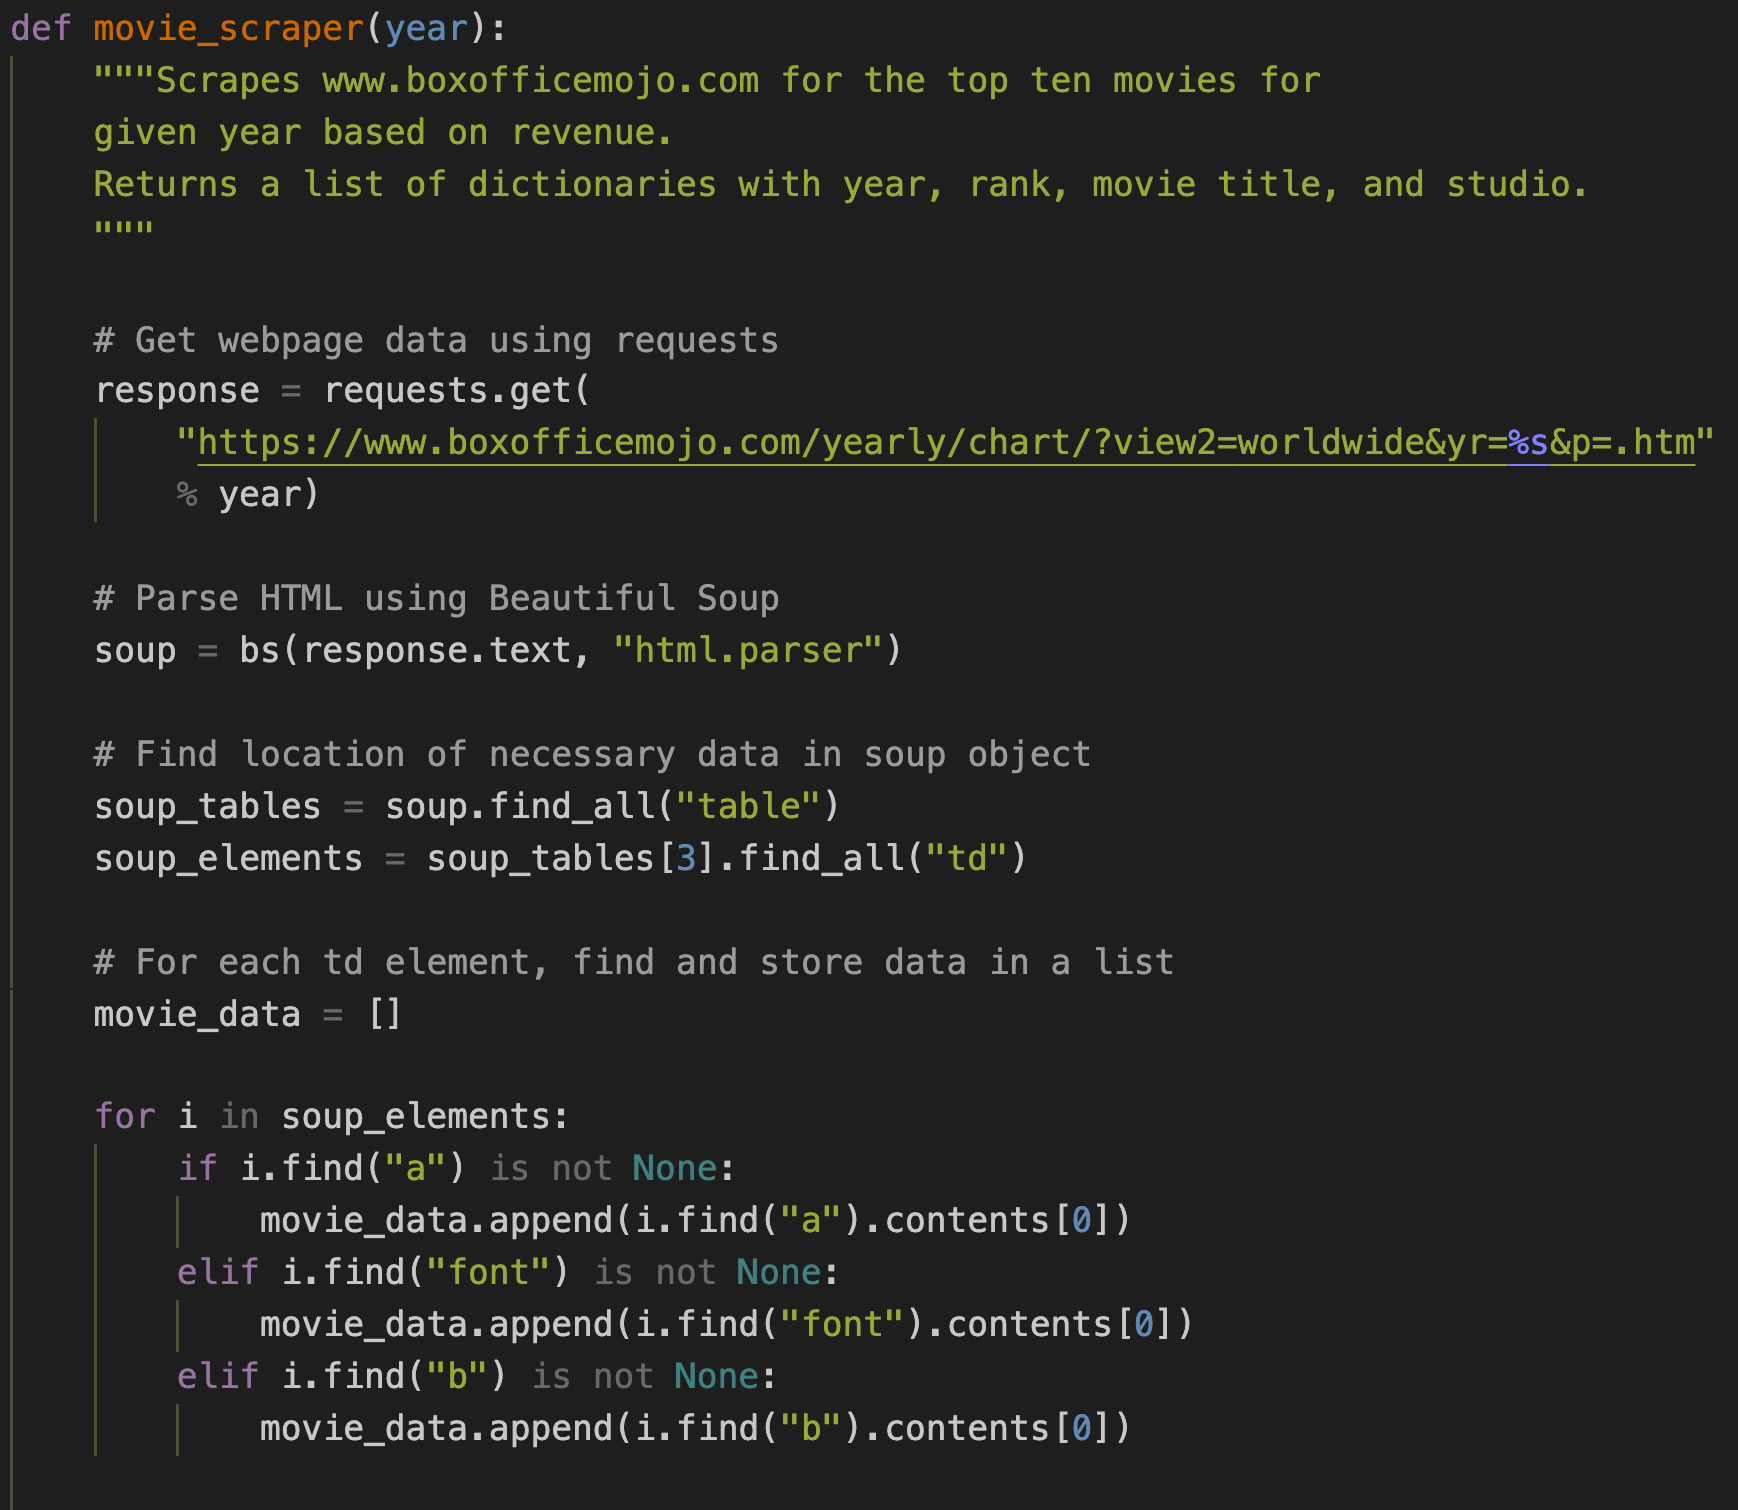 def movie_scraper(year):
    """Scrapes www.boxofficemojo.com for the top ten movies for
    given year based on revenue.
    Returns a list of dictionaries with year, rank, movie title, and studio.
    """

    # Get webpage data using requests
    response = requests.get(
        "https://www.boxofficemojo.com/yearly/chart/?view2=worldwide&yr=%s&p=.htm"
        % year)

    # Parse HTML using Beautiful Soup
    soup = bs(response.text, "html.parser")

    # Find location of necessary data in soup object
    soup_tables = soup.find_all("table")
    soup_elements = soup_tables[3].find_all("td")

    # For each td element, find and store data in a list
    movie_data = []

    for i in soup_elements:
        if i.find("a") is not None:
            movie_data.append(i.find("a").contents[0])
        elif i.find("font") is not None:
            movie_data.append(i.find("font").contents[0])
        elif i.find("b") is not None:
            movie_data.append(i.find("b").contents[0])